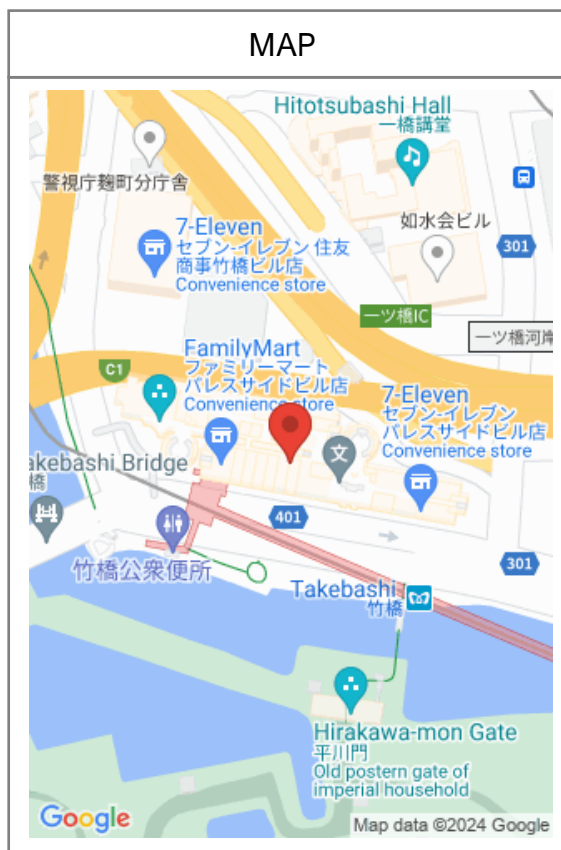 MAP
Hitotsubashi Hall
一橋講堂
警視庁麹町分庁舎
7-Eleven
セブン-イレブン 住友
商事竹橋ビル店
Convenience store
如水会ビル
301
一ツ橋IC
一ツ橋河岸
C1
FamilyMart
ファミリーマート
パレスサイドビル店
Convenience store
7-Eleven
セブン-イレブン
パレスサイドビル店
Convenience store
文
akebashi Bridge
橋
401
301
竹橋公衆便所
Takebashi
竹橋
Hirakawa-mon Gate
平川門
Old postern gate of
imperial household
Google
Map data ©2024 Google